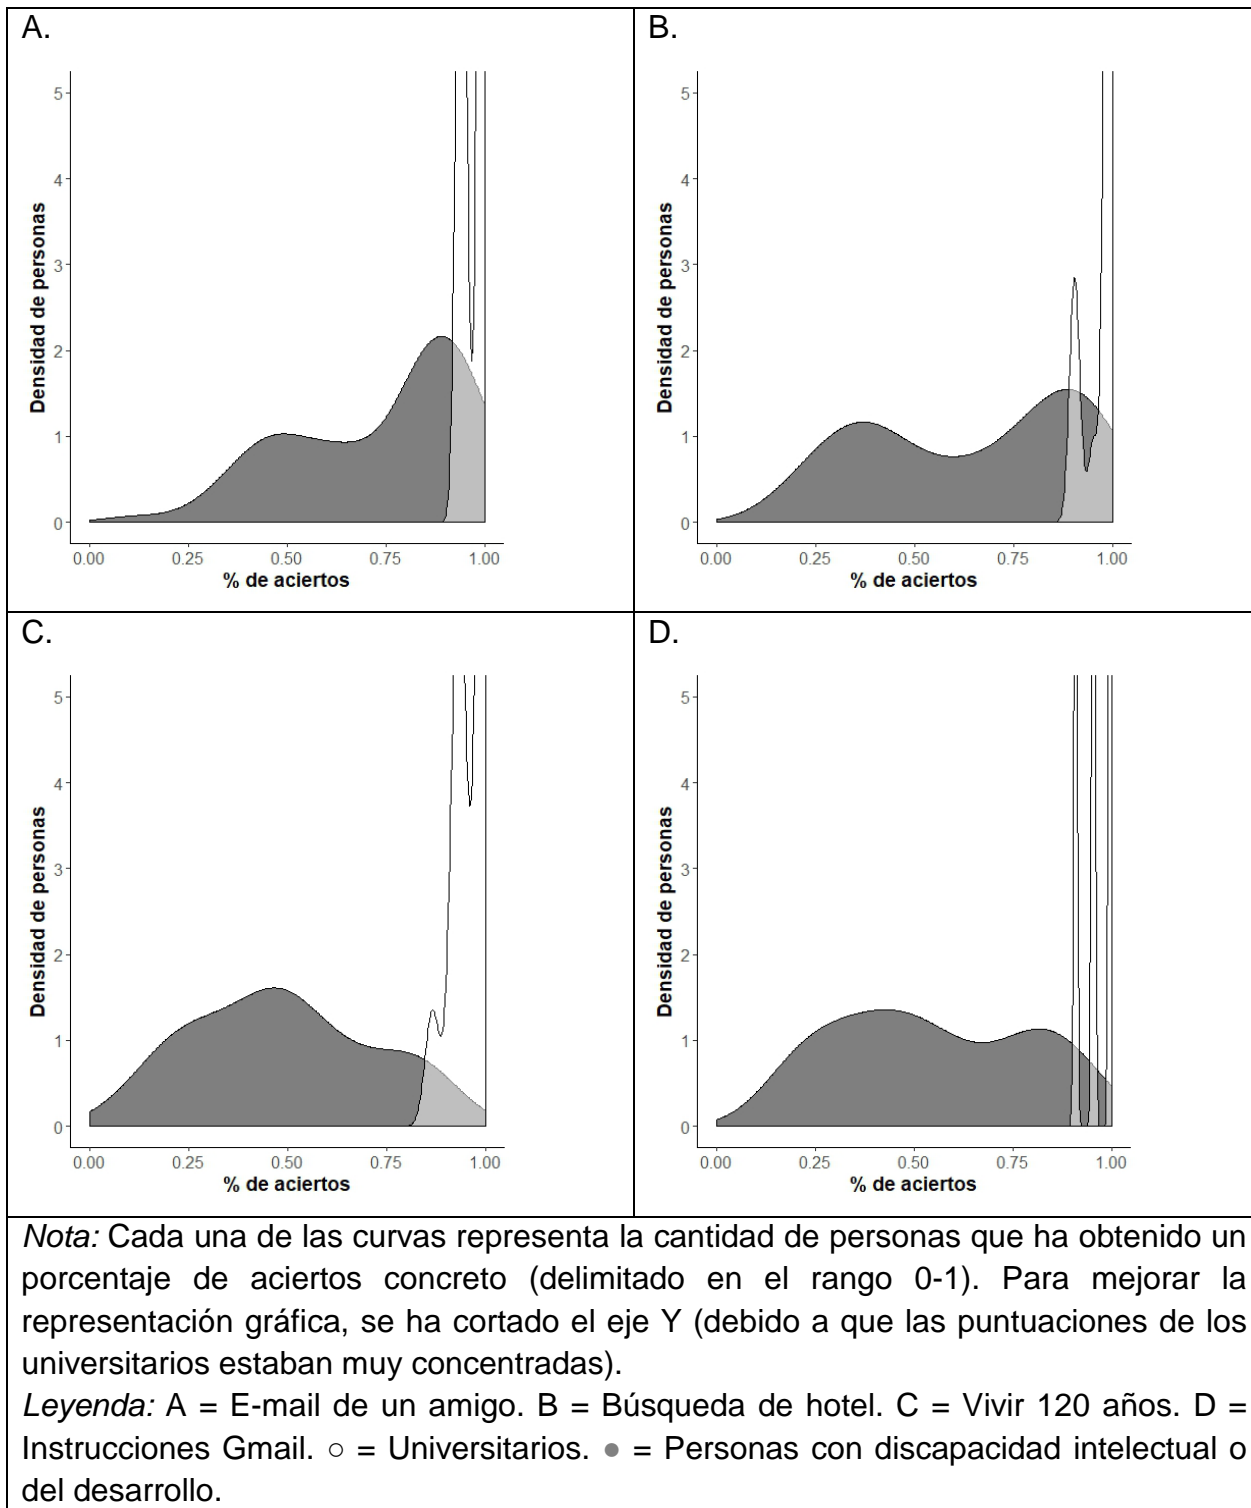 A.
Densidad de personas
5
4
3
2
1
0
0.00 0.25 0.50 0.75 1.00
% de aciertos
B.
Densidad de personas
5
4
3
2
1
0
0.00 0.25 0.50 0.75 1.00
% de aciertos
C.
Densidad de personas
5
4
3
2
1
0
0.00 0.25 0.50 0.75 1.00
% de aciertos
D.
Densidad de personas
5
4
3
2
1
0
0.00 0.25 0.50 0.75 1.00
% de aciertos
Nota: Cada una de las curvas representa la cantidad de personas que ha obtenido un
porcentaje de aciertos concreto (delimitado en el rango 0-1). Para mejorar la
representación gráfica, se ha cortado el eje Y (debido a que las puntuaciones de los
universitarios estaban muy concentradas).
Leyenda: A = E-mail de un amigo. B = Búsqueda de hotel. C = Vivir 120 años. D =
Instrucciones Gmail. ○ = Universitarios. ● = Personas con discapacidad intelectual o
del desarrollo.